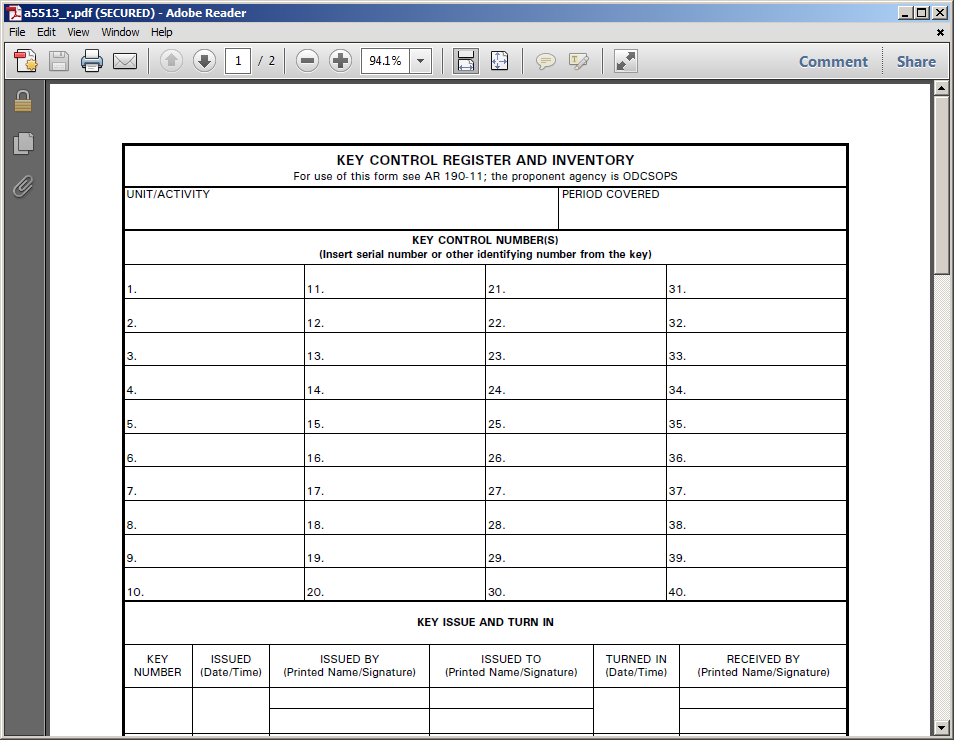 a5513_r.pdf (SECURED) - Adobe Reader
File Edit View Window Help
1 / 2 94.1% Comment Share
KEY CONTROL REGISTER AND INVENTORY
For use of this form see AR 190-11; the proponent agency is ODCSOPS
UNIT/ACTIVITY PERIOD COVERED
KEY CONTROL NUMBER(S)
(Insert serial number or other identifying number from the key)
1. 11. 21. 31.
2. 12. 22. 32.
3. 13. 23. 33.
4. 14. 24. 34.
5. 15. 25. 35.
6. 16. 26. 36.
7. 17. 27. 37.
8. 18. 28. 38.
9. 19. 29. 39.
10. 20. 30. 40.
KEY ISSUE AND TURN IN
KEY ISSUED ISSUED BY ISSUED TO TURNED IN RECEIVED BY
NUMBER (Date/Time) (Printed Name/Signature) (Printed Name/Signature) (Date/Time) (Printed Name/Signature)